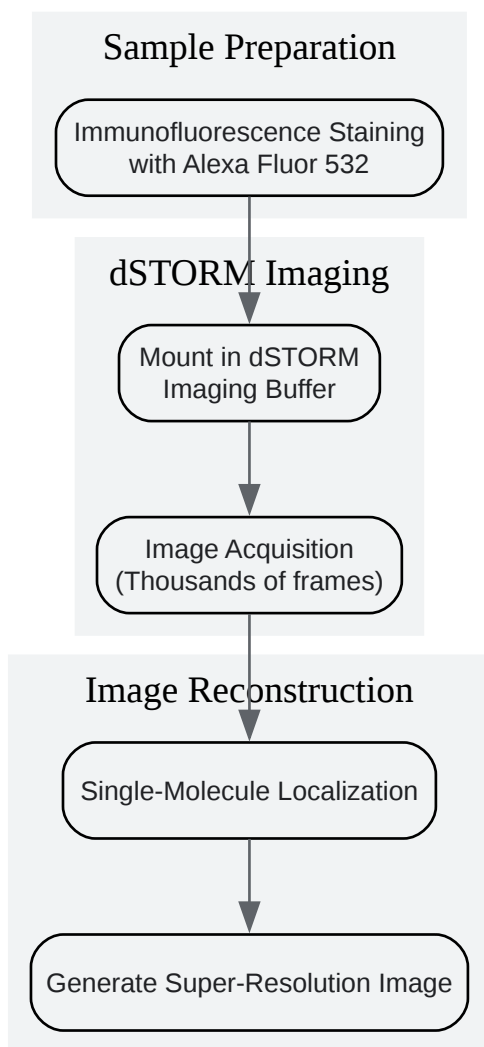 Sample Preparation
Immunofluorescence Staining
with Alexa Fluor 532
dSTORM Imaging
Mount in dSTORM
Imaging Buffer
Image Acquisition
(Thousands of frames)
Image Reconstruction
Single-Molecule Localization
Generate Super-Resolution Image